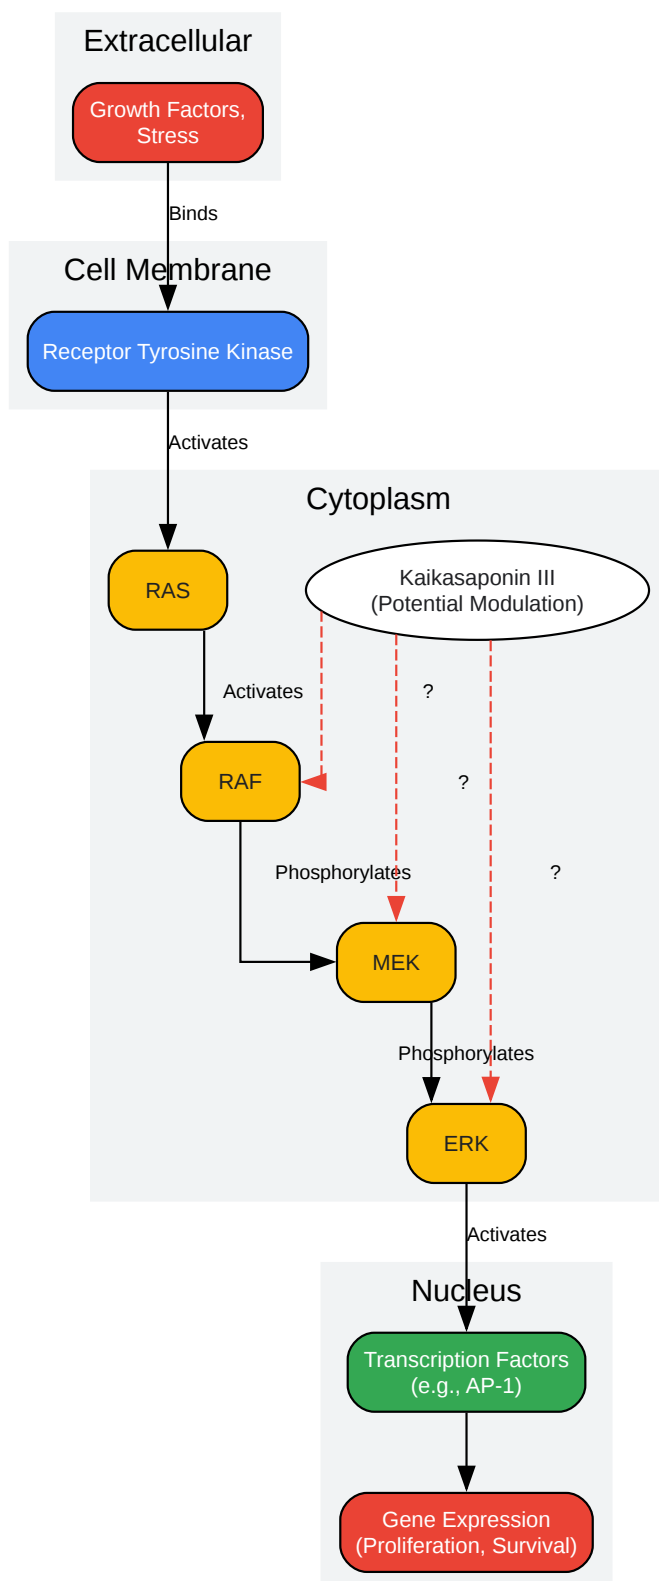 Extracellular
Growth Factors,
Stress
Binds
Cell Membrane
Receptor Tyrosine Kinase
Activates
Cytoplasm
Kaikasaponin III
(Potential Modulation)
RAS
Activates
?
RAF
?
Phosphorylates
?
MEK
Phosphorylates
ERK
Activates
Nucleus
Transcription Factors
(e.g., AP-1)
Gene Expression
(Proliferation, Survival)